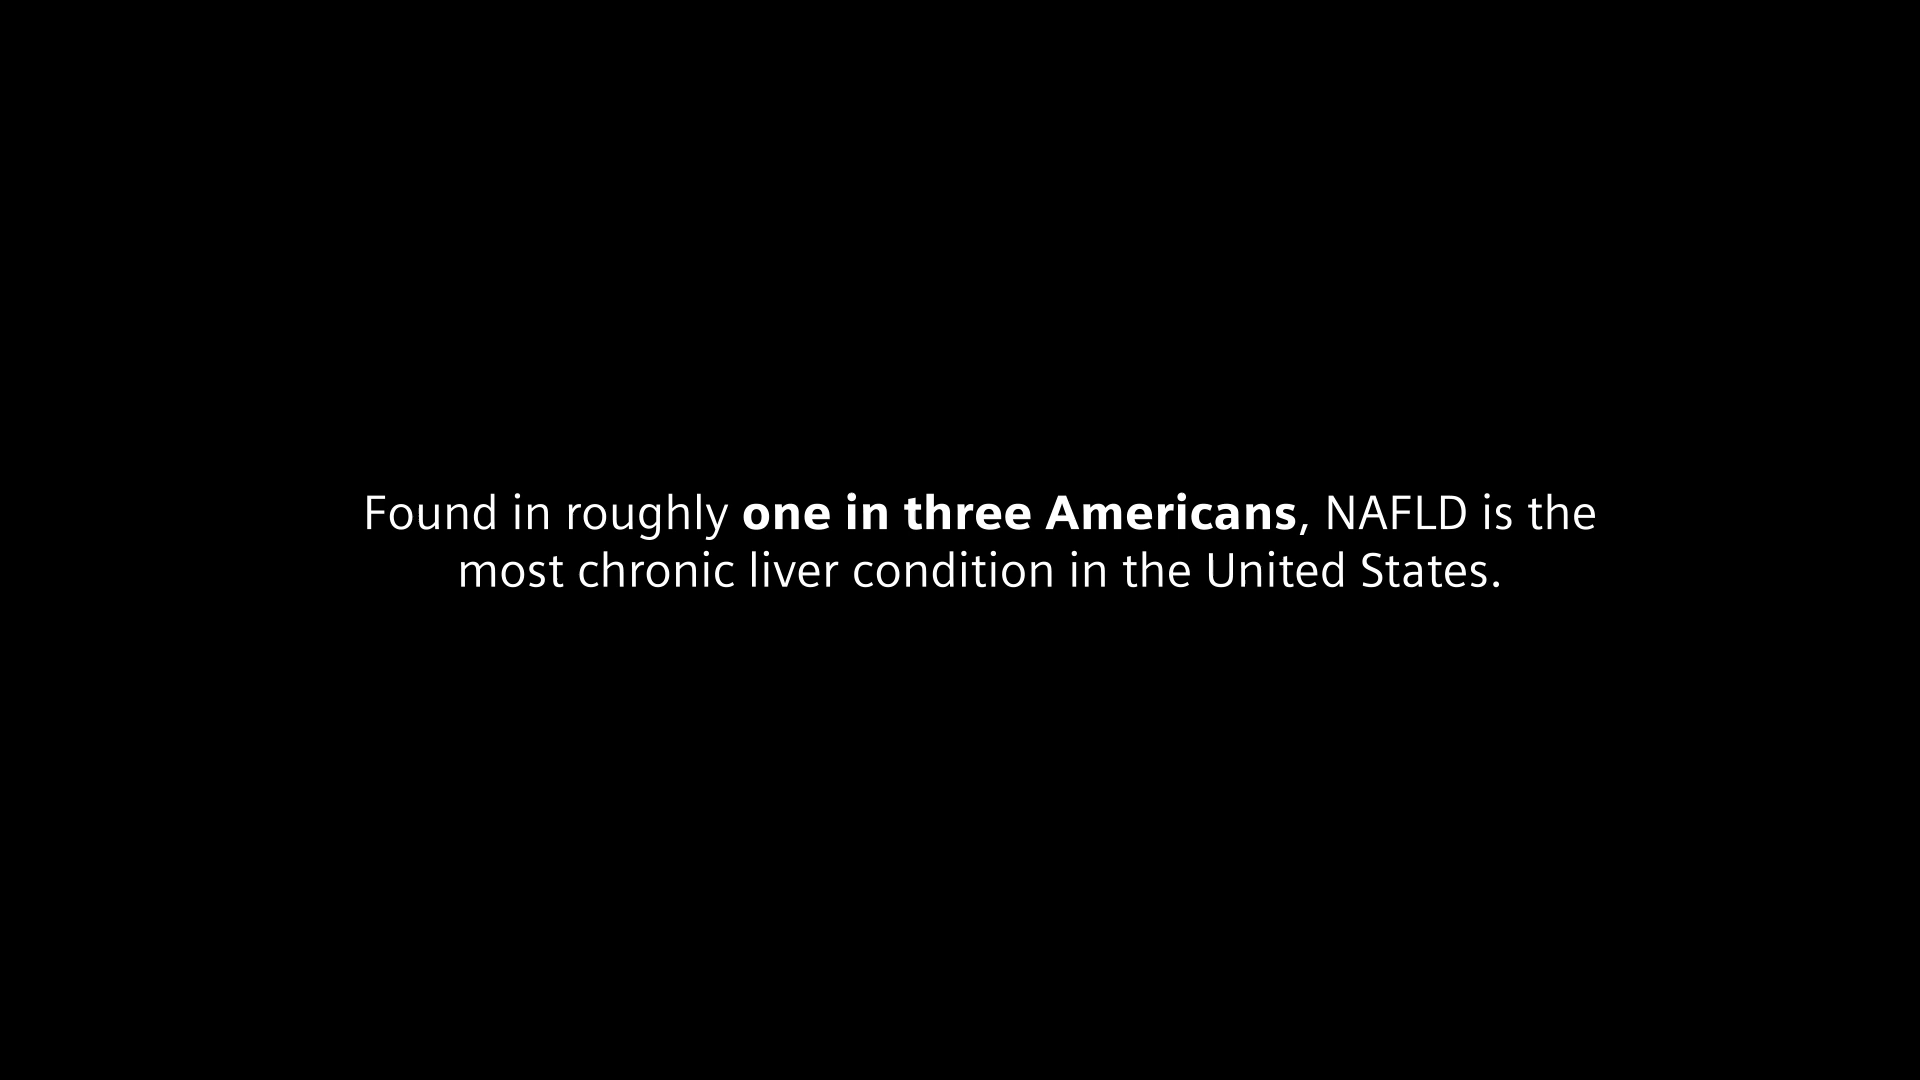 Found in roughly one in three Americans, NAFLD is the
most chronic liver condition in the United States.